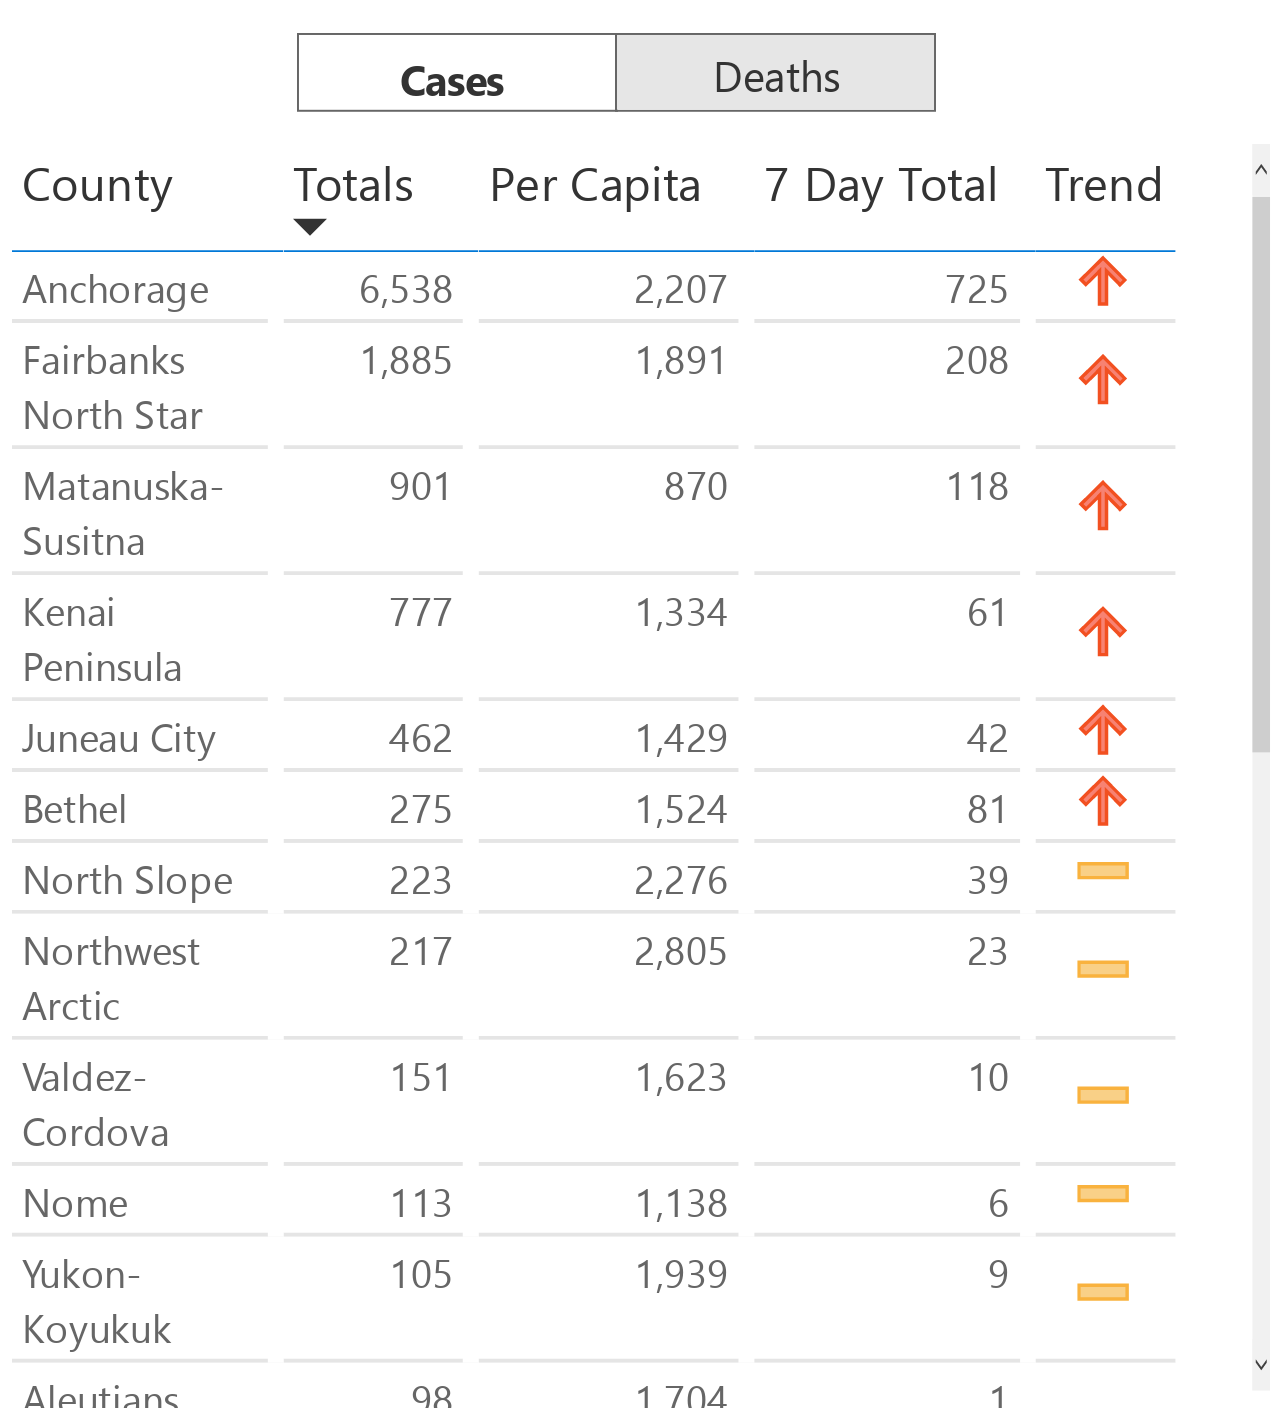 Cases Deaths
County Totals Per Capita 7 Day Total Trend
Anchorage 6,538 2,207 725
Fairbanks 1,885 1,891 208
North Star
Matanuska- 901 870 118
Susitna
Kenai 777 1,334 61
Peninsula
Juneau City 462 1,429 42
Bethel 275 1,524 81
North Slope 223 2,276 39
Northwest 217 2,805 23
Arctic
Valdez- 151 1,623 10
Cordova
Nome 113 1,138 6
Yukon- 105 1,939 9
Koyukuk
Aleutians 98 1,704 1